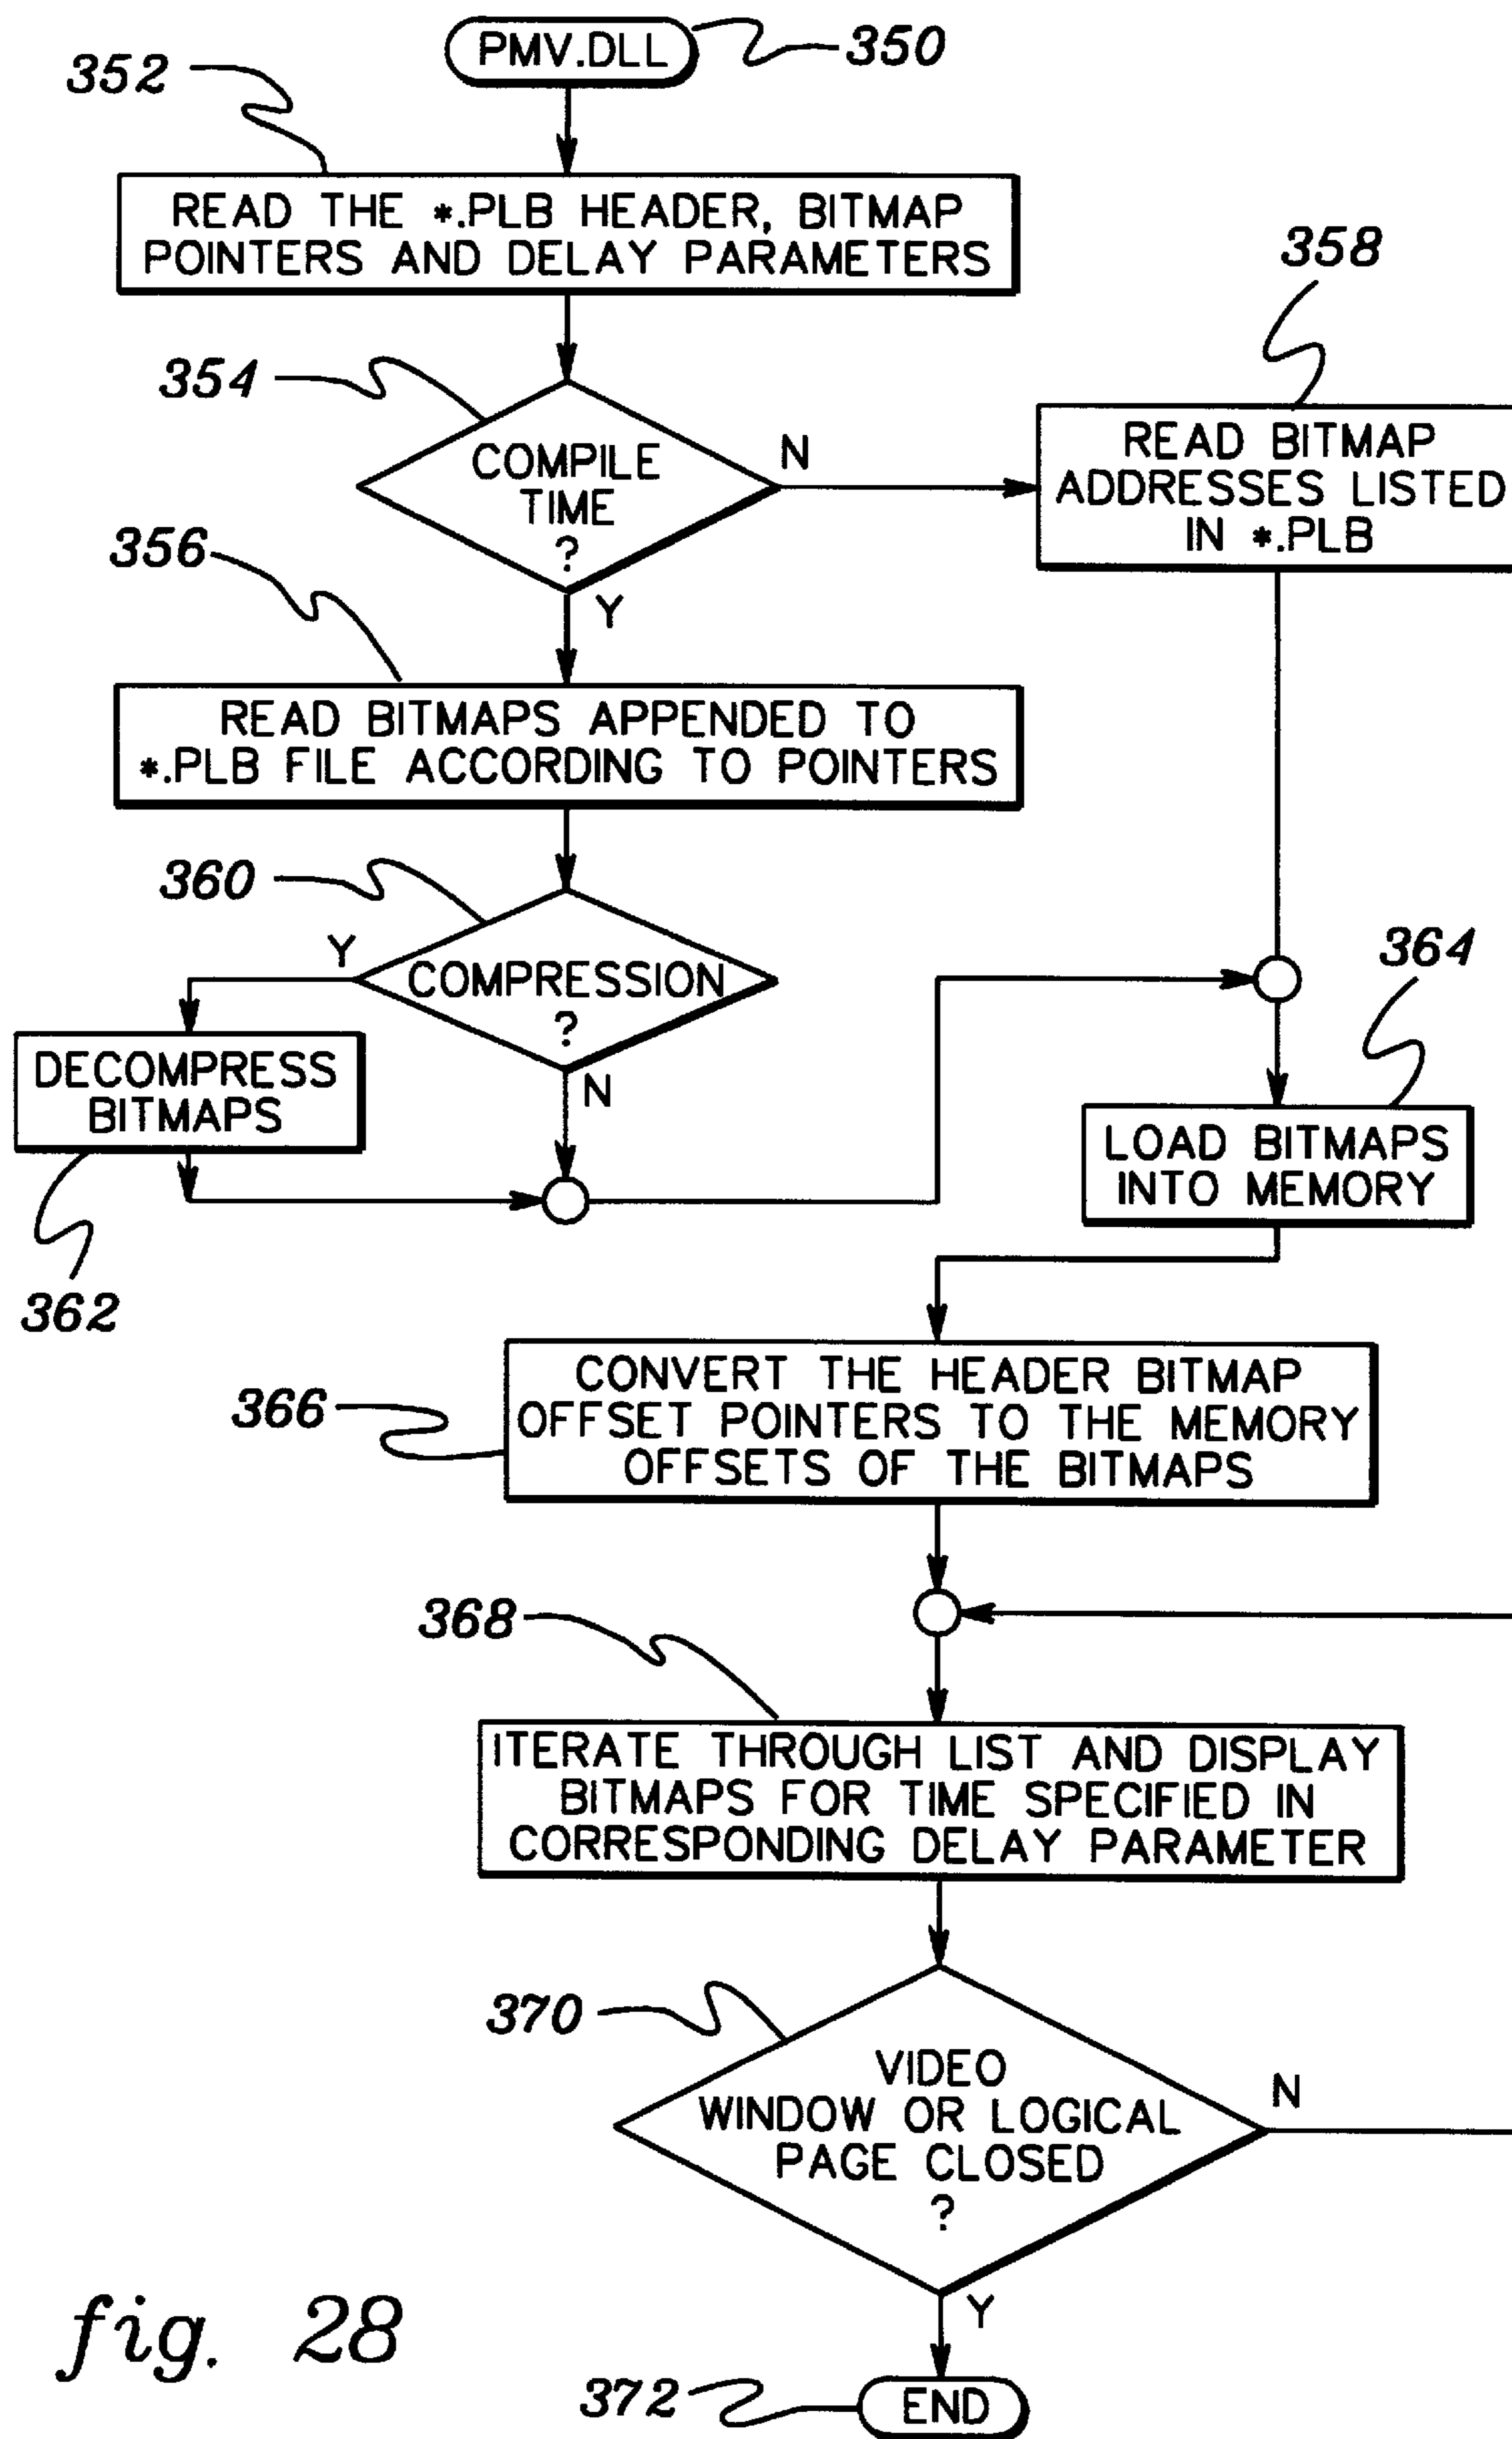 PMV.DLL
350
352
READ THE *.PLB HEADER, BITMAP
POINTERS AND DELAY PARAMETERS
358
354
COMPILE
TIME
?
N
Y
READ BITMAP
ADDRESSES LISTED
IN *.PLB
356
READ BITMAPS APPENDED TO
*.PLB FILE ACCORDING TO POINTERS
360
Y
COMPRESSION
?
N
364
DECOMPRESS
BITMAPS
362
LOAD BITMAPS
INTO MEMORY
366
CONVERT THE HEADER BITMAP
OFFSET POINTERS TO THE MEMORY
OFFSETS OF THE BITMAPS
368
ITERATE THROUGH LIST AND DISPLAY
BITMAPS FOR TIME SPECIFIED IN
CORRESPONDING DELAY PARAMETER
370
VIDEO
WINDOW OR LOGICAL
PAGE CLOSED
?
N
Y
fig. 28
372
END